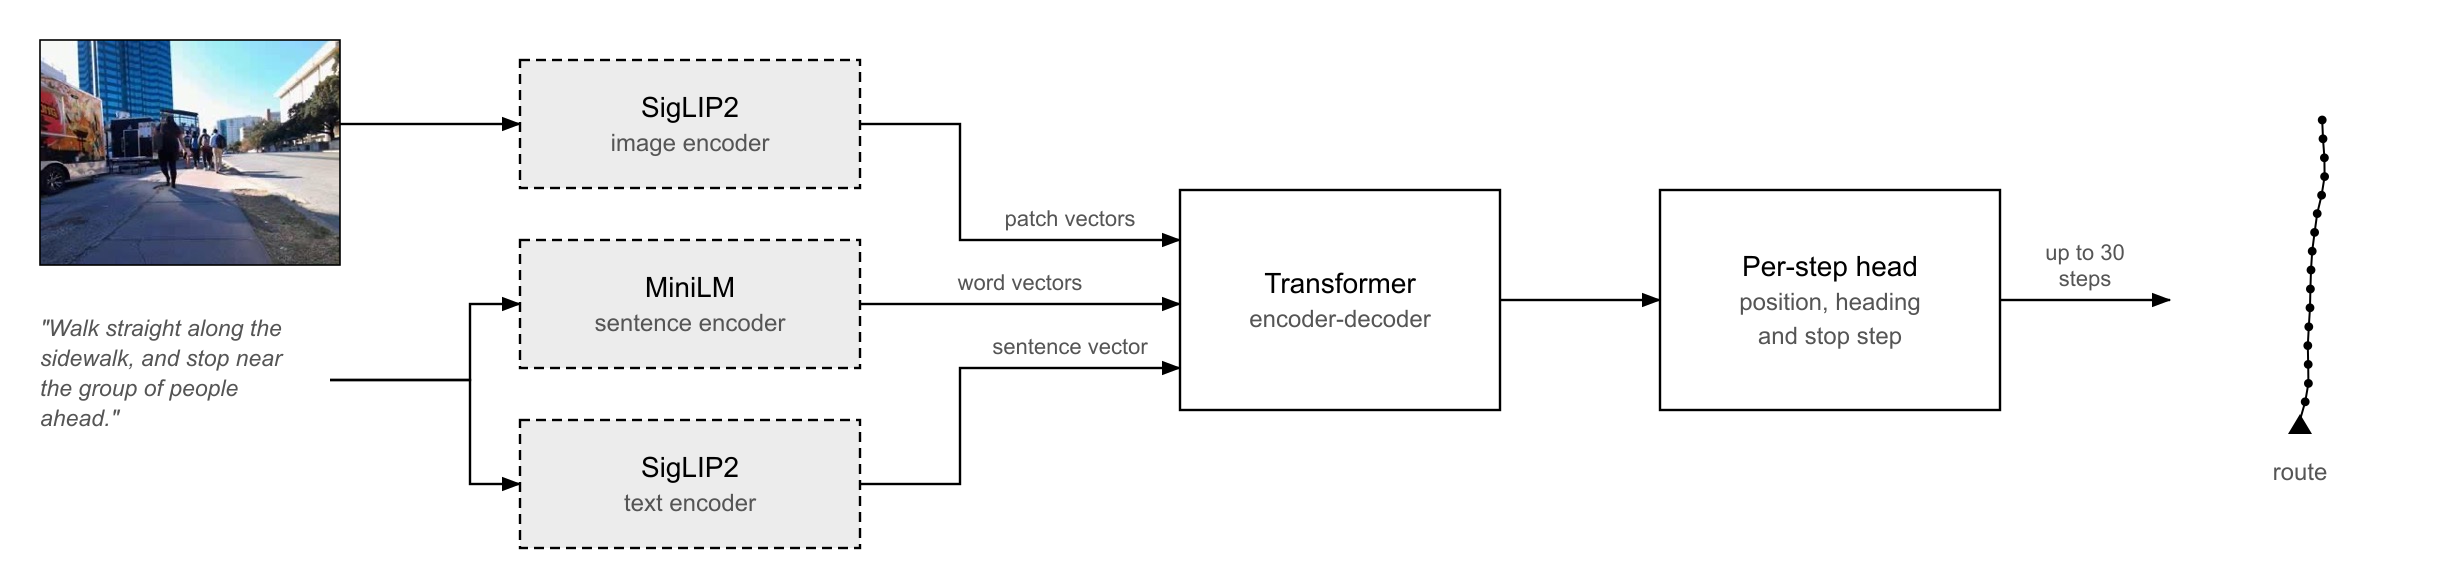 SigLIP2
image encoder
"Walk straight along the
sidewalk, and stop near
the group of people
ahead."
MiniLM
sentence encoder
SigLIP2
text encoder
patch vectors
word vectors
sentence vector
Transformer
encoder-decoder
Per-step head
position, heading
and stop step
up to 30
steps
route